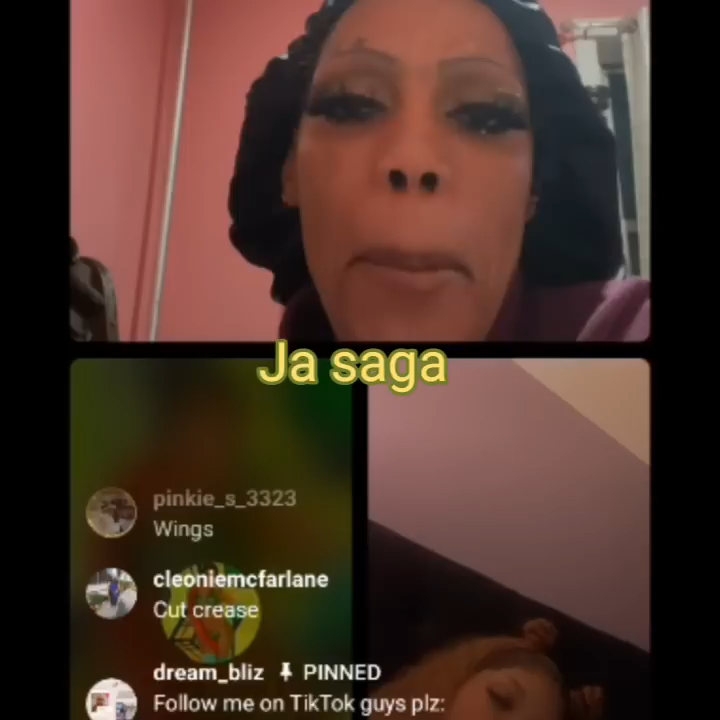 Ja saga
pinkie_s_3323
Wings
cleoniemcfarlane
Cut crease
dream_bliz PINNED
Follow me on TikTok guys plz: